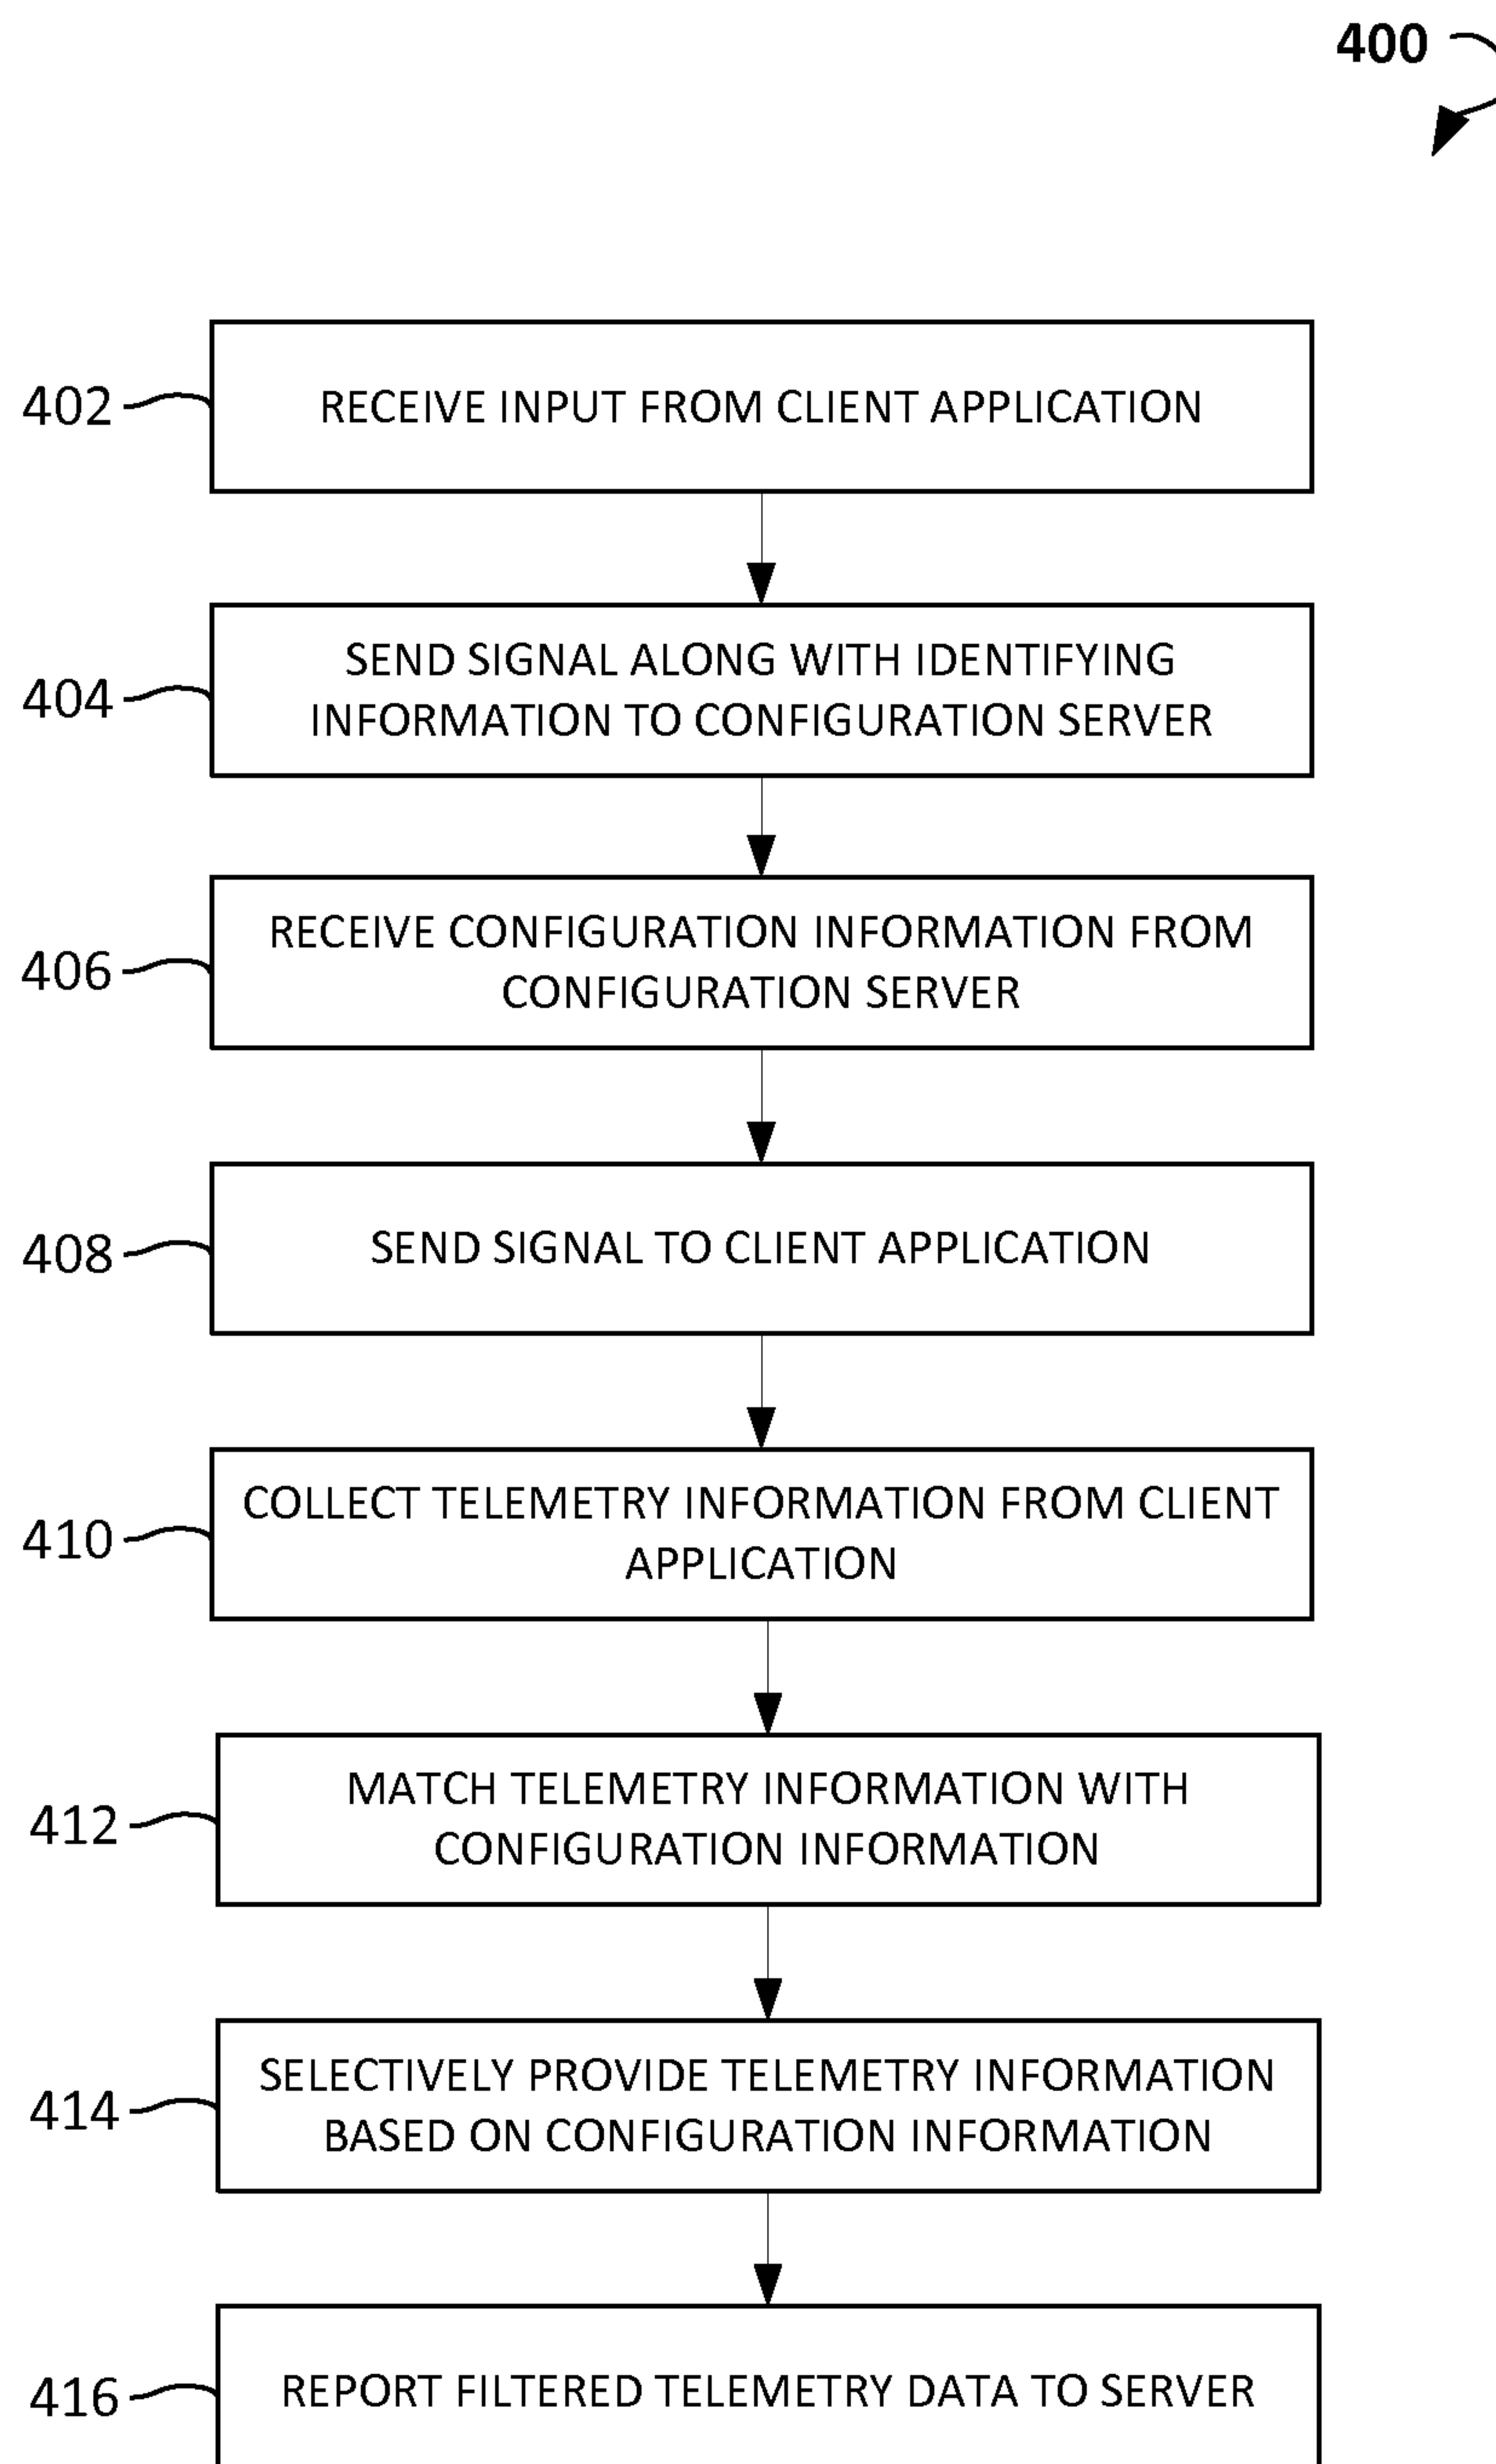 400
402
RECEIVE INPUT FROM CLIENT APPLICATION
404
SEND SIGNAL ALONG WITH IDENTIFYING
INFORMATION TO CONFIGURATION SERVER
406
RECEIVE CONFIGURATION INFORMATION FROM
CONFIGURATION SERVER
408
SEND SIGNAL TO CLIENT APPLICATION
410
COLLECT TELEMETRY INFORMATION FROM CLIENT
APPLICATION
412
MATCH TELEMETRY INFORMATION WITH
CONFIGURATION INFORMATION
414
SELECTIVELY PROVIDE TELEMETRY INFORMATION
BASED ON CONFIGURATION INFORMATION
416
REPORT FILTERED TELEMETRY DATA TO SERVER